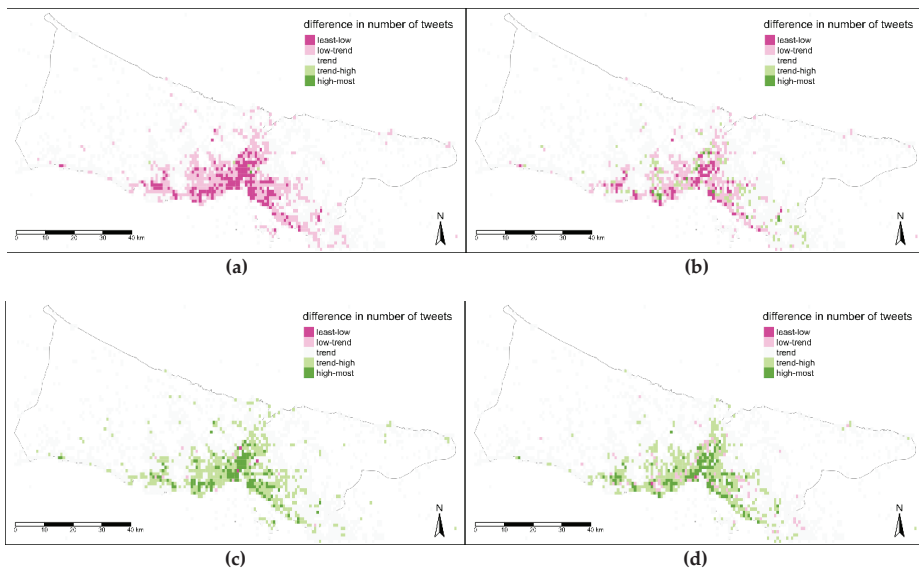 difference in number of tweets
least-low
low-trend
trend
trend-high
high-most
N
0 10 20 30 40 km
(a)
difference in number of tweets
least-low
low-trend
trend
trend-high
high-most
N
0 10 20 30 40 km
(b)
difference in number of tweets
least-low
low-trend
trend
trend-high
high-most
N
0 10 20 30 40 km
(c)
difference in number of tweets
least-low
low-trend
trend
trend-high
high-most
N
0 10 20 30 40 km
(d)